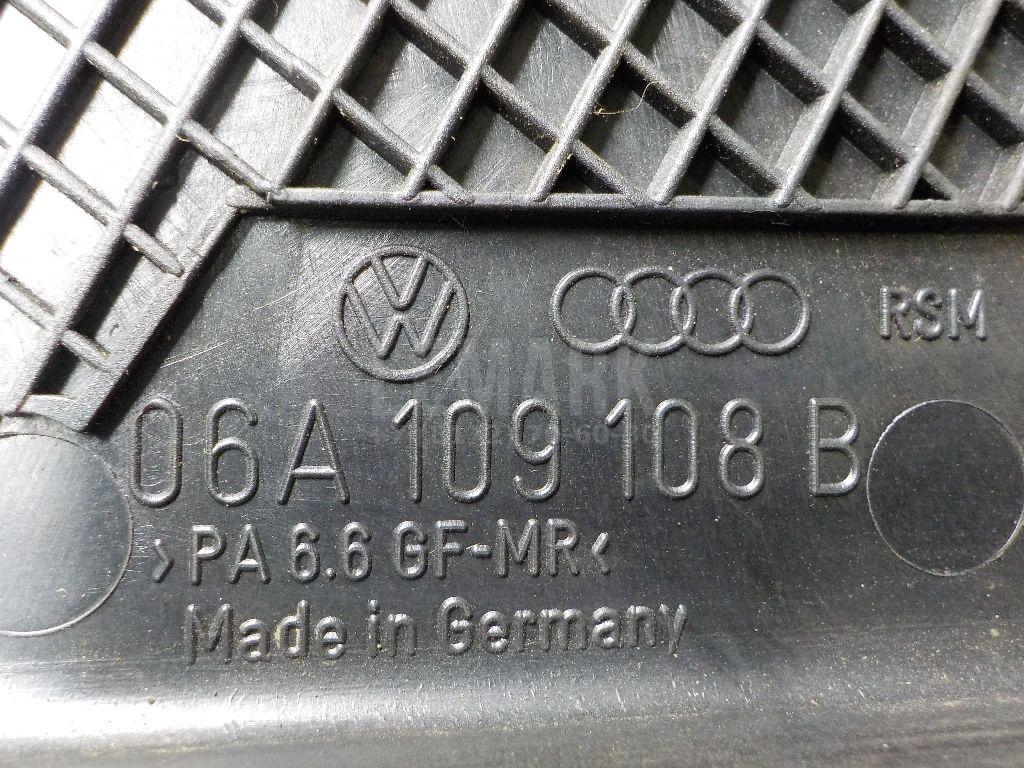 RSM
06A 109 108 B
>PA 6.6 GF-MR<
Made in Germany